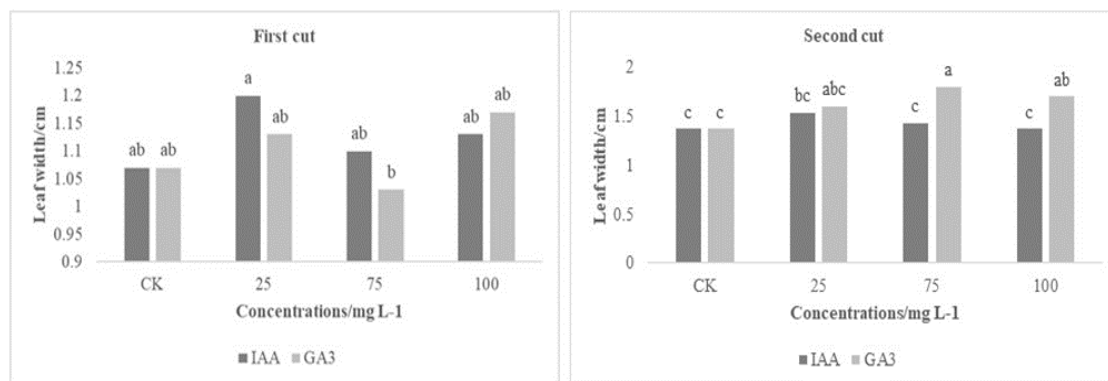 First cut
1.25
1.2
1.15
1.1
1.05
1
0.95
0.9
Leaf width/cm
ab ab
a ab
ab b
ab ab
CK 25 75 100
Concentrations/mg L-1
IAA GA3
Second cut
2
1.5
1
0.5
0
Leaf width/cm
c c
bc abc
c a
c ab
CK 25 75 100
Concentrations/mg L-1
IAA GA3